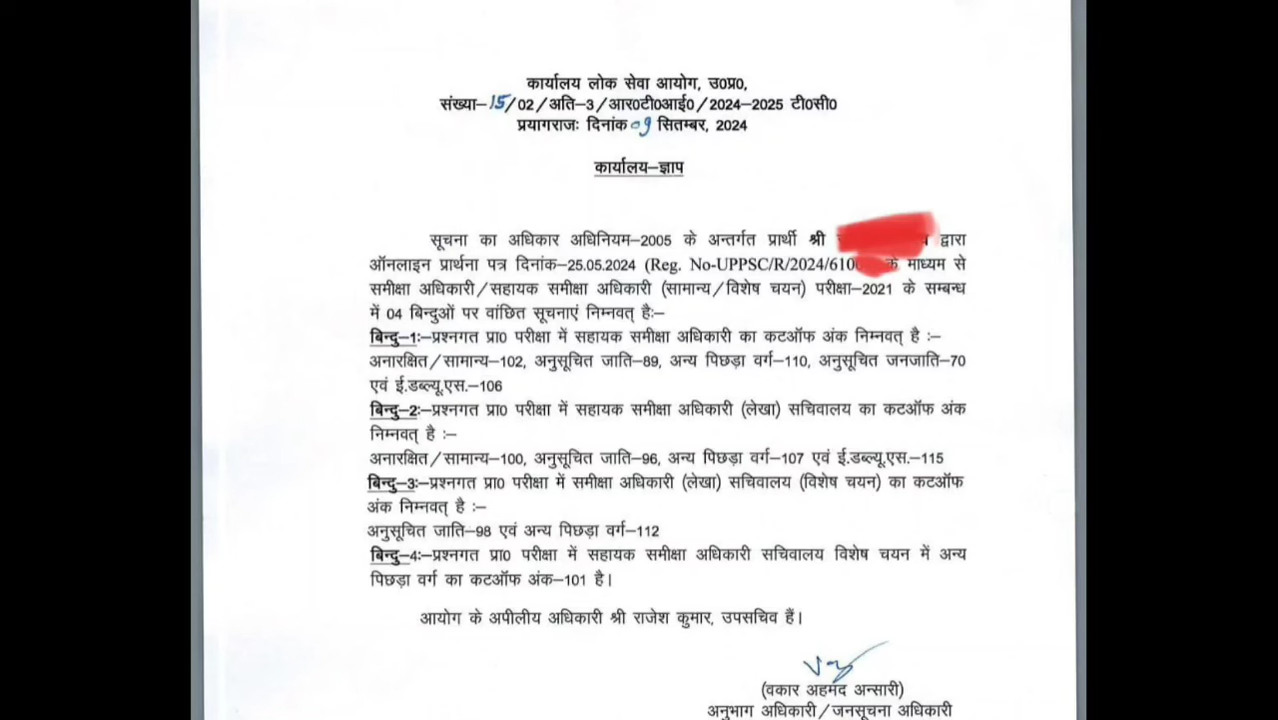 कार्यालय लोक सेवा आयोग, उ0प्र0,
संख्या–15/02/अति–3/आर0टी0आई0/2024–2025 टी0सी0
प्रयागराजः दिनांक 09 सितम्बर, 2024
कार्यालय–ज्ञाप
सूचना का अधिकार अधिनियम–2005 के अन्तर्गत प्रार्थी श्री द्वारा
ऑनलाइन प्रार्थना पत्र दिनांक–25.05.2024 (Reg. No-UPPSC/R/2024/610 के माध्यम से
समीक्षा अधिकारी/सहायक समीक्षा अधिकारी (सामान्य/विशेष चयन) परीक्षा–2021 के सम्बन्ध
में 04 बिन्दुओं पर वांछित सूचनाएं निम्नवत् हैः–
बिन्दु–1ः–प्रश्नगत प्रा0 परीक्षा में सहायक समीक्षा अधिकारी का कटऑफ अंक निम्नवत् है ः–
अनारक्षित/सामान्य–102, अनुसूचित जाति–89, अन्य पिछड़ा वर्ग–110, अनुसूचित जनजाति–70
एवं ई.डब्ल्यू.एस.–106
बिन्दु–2ः–प्रश्नगत प्रा0 परीक्षा में सहायक समीक्षा अधिकारी (लेखा) सचिवालय का कटऑफ अंक
निम्नवत् है ः–
अनारक्षित/सामान्य–100, अनुसूचित जाति–96, अन्य पिछड़ा वर्ग–107 एवं ई.डब्ल्यू.एस.–115
बिन्दु–3ः–प्रश्नगत प्रा0 परीक्षा में समीक्षा अधिकारी (लेखा) सचिवालय (विशेष चयन) का कटऑफ
अंक निम्नवत् है ः–
अनुसूचित जाति–98 एवं अन्य पिछड़ा वर्ग–112
बिन्दु–4ः–प्रश्नगत प्रा0 परीक्षा में सहायक समीक्षा अधिकारी सचिवालय विशेष चयन में अन्य
पिछड़ा वर्ग का कटऑफ अंक–101 है।
आयोग के अपीलीय अधिकारी श्री राजेश कुमार, उपसचिव हैं।
(वकार अहमद अन्सारी)
अनुभाग अधिकारी/जनसूचना अधिकारी